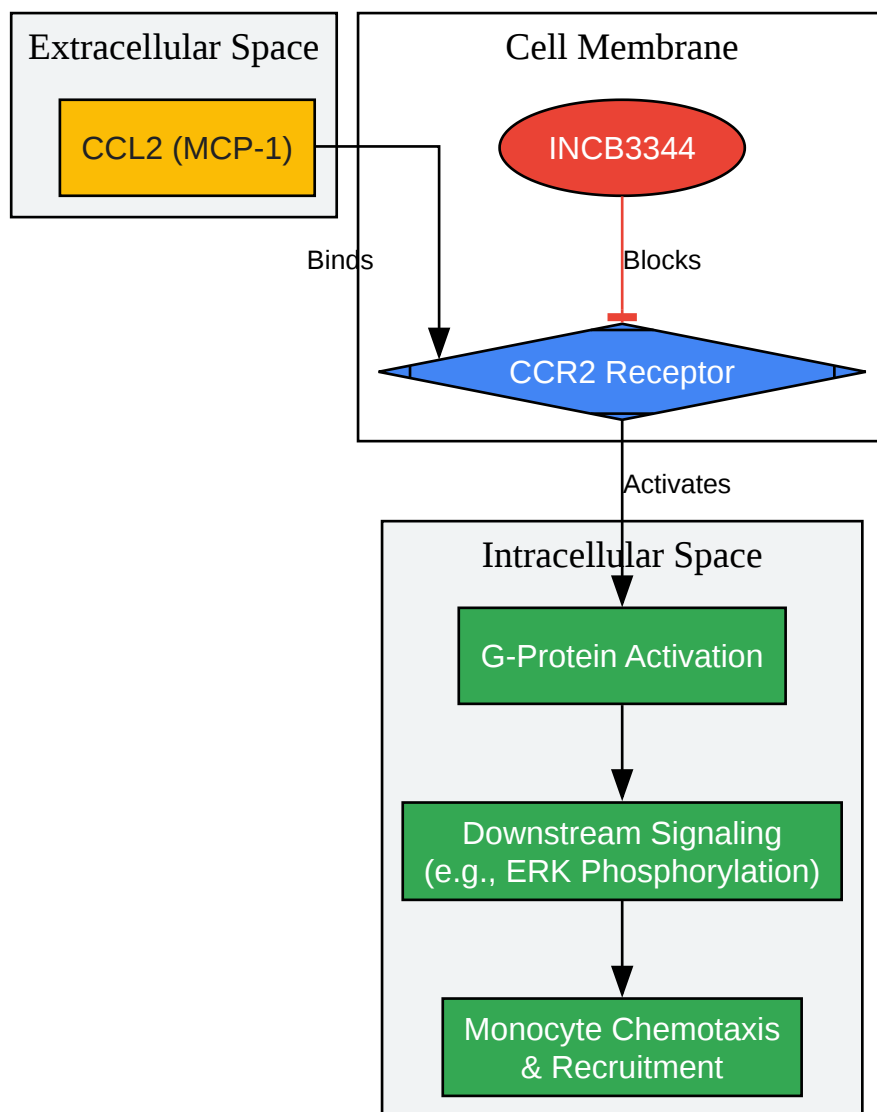 Extracellular Space
Cell Membrane
CCL2 (MCP-1)
INCB3344
Binds
Blocks
CCR2 Receptor
Activates
Intracellular Space
G-Protein Activation
Downstream Signaling
(e.g., ERK Phosphorylation)
Monocyte Chemotaxis
& Recruitment